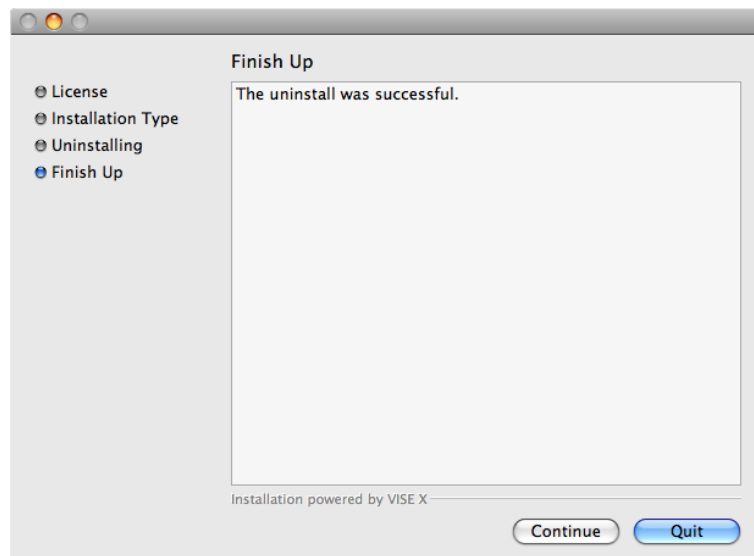 Finish Up
License
Installation Type
Uninstalling
Finish Up
The uninstall was successful.
Installation powered by VISE X
Continue
Quit